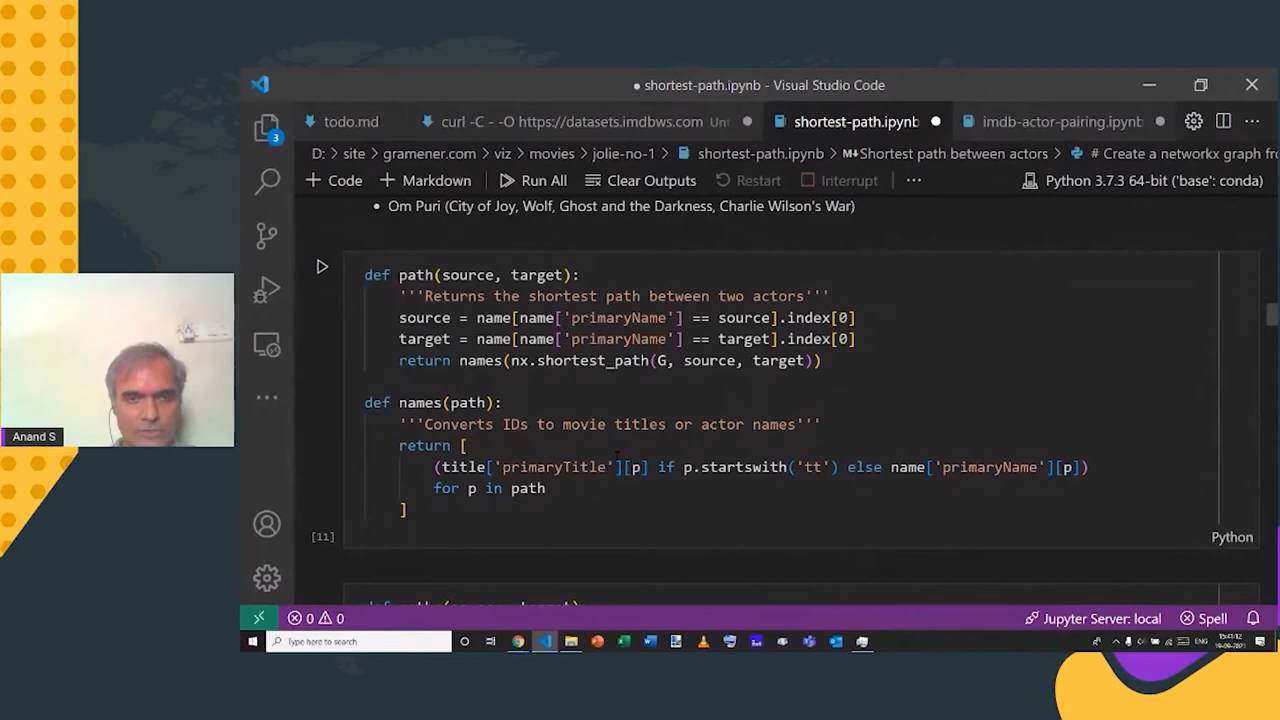 ● shortest-path.ipynb - Visual Studio Code
todo.md
curl -C - -O https://datasets.imdbws.com Unt
shortest-path.ipynb
imdb-actor-pairing.ipynb
3
D: > site > gramener.com > viz > movies > jolie-no-1 > shortest-path.ipynb > M↓Shortest path between actors > # Create a networkx graph fro
+ Code + Markdown Run All Clear Outputs Restart Interrupt ··· Python 3.7.3 64-bit ('base': conda)
• Om Puri (City of Joy, Wolf, Ghost and the Darkness, Charlie Wilson's War)
def path(source, target):
'''Returns the shortest path between two actors'''
source = name[name['primaryName'] == source].index[0]
target = name[name['primaryName'] == target].index[0]
return names(nx.shortest_path(G, source, target))
def names(path):
'''Converts IDs to movie titles or actor names'''
return [
(title['primaryTitle'][p] if p.startswith('tt') else name['primaryName'][p])
for p in path
]
[11]
Python
Anand S
0 0
Jupyter Server: local
Spell
Type here to search
ENG
15:41:12